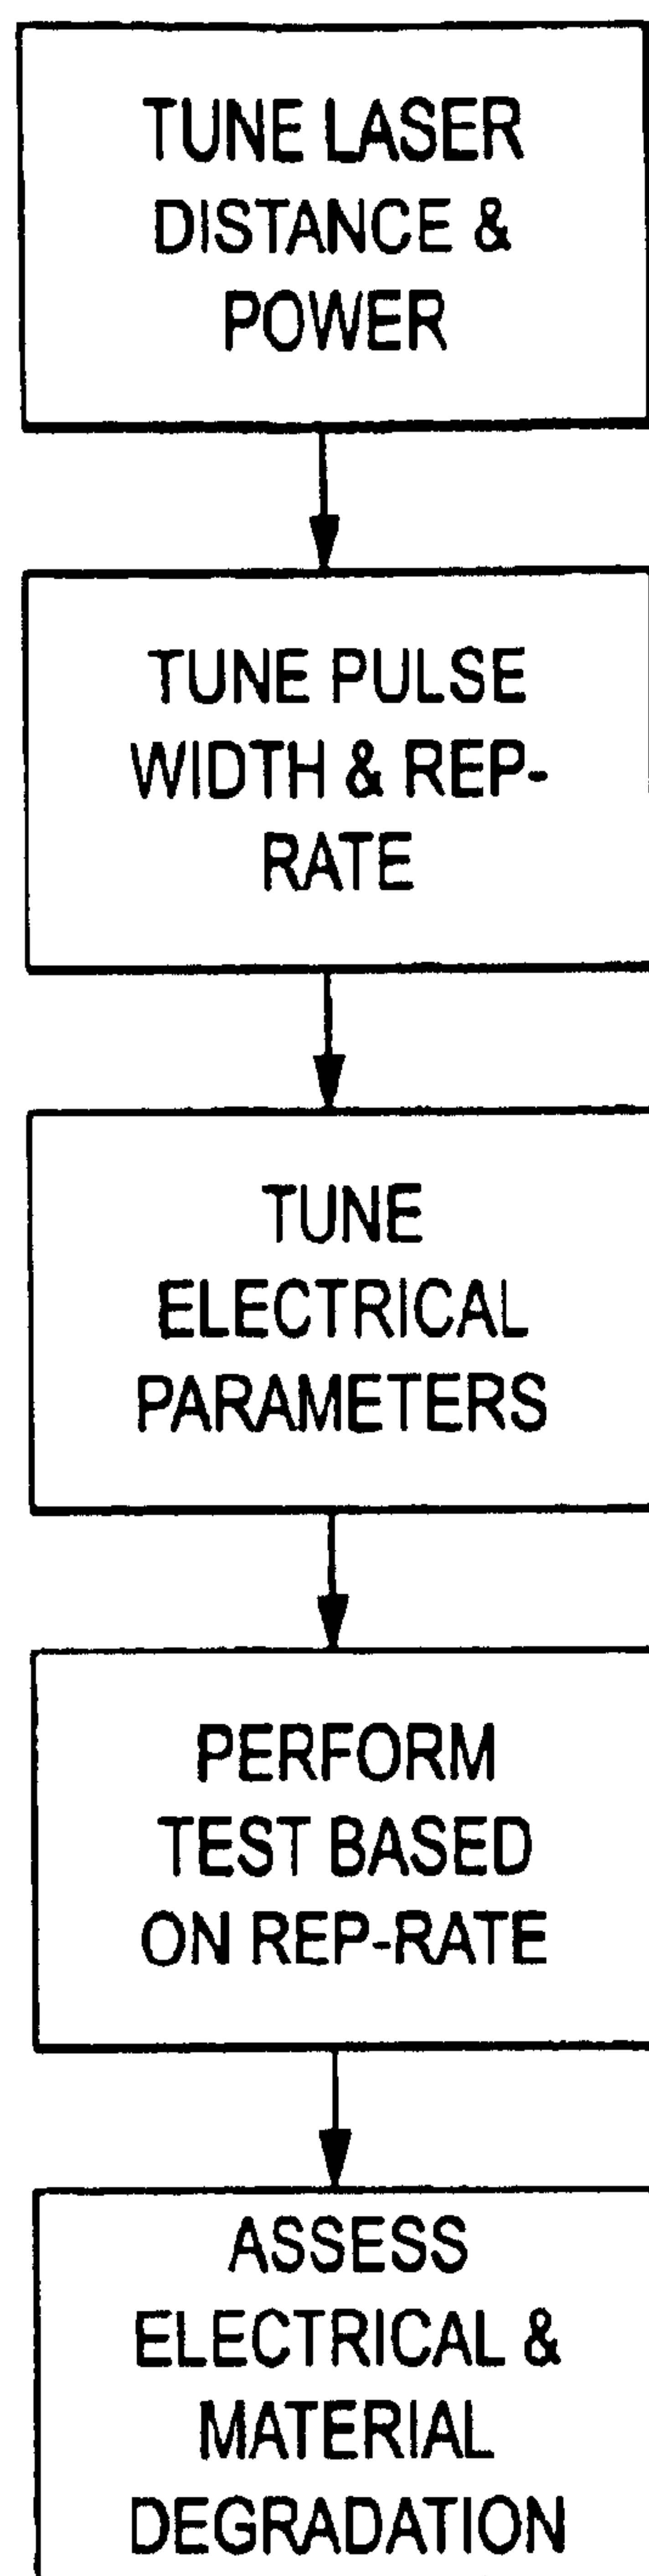 TUNE LASER
DISTANCE &
POWER
TUNE PULSE
WIDTH & REP-
RATE
TUNE
ELECTRICAL
PARAMETERS
PERFORM
TEST BASED
ON REP-RATE
ASSESS
ELECTRICAL &
MATERIAL
DEGRADATION